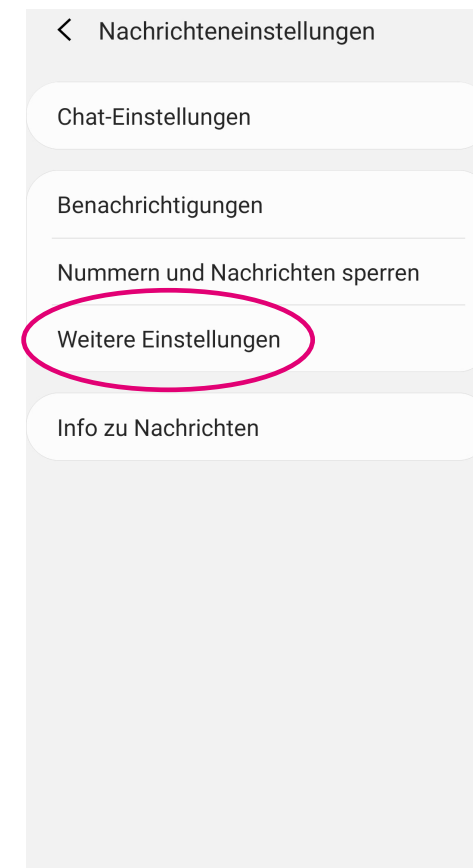 Nachrichteneinstellungen
Chat-Einstellungen
Benachrichtigungen
Nummern und Nachrichten sperren
Weitere Einstellungen
Info zu Nachrichten